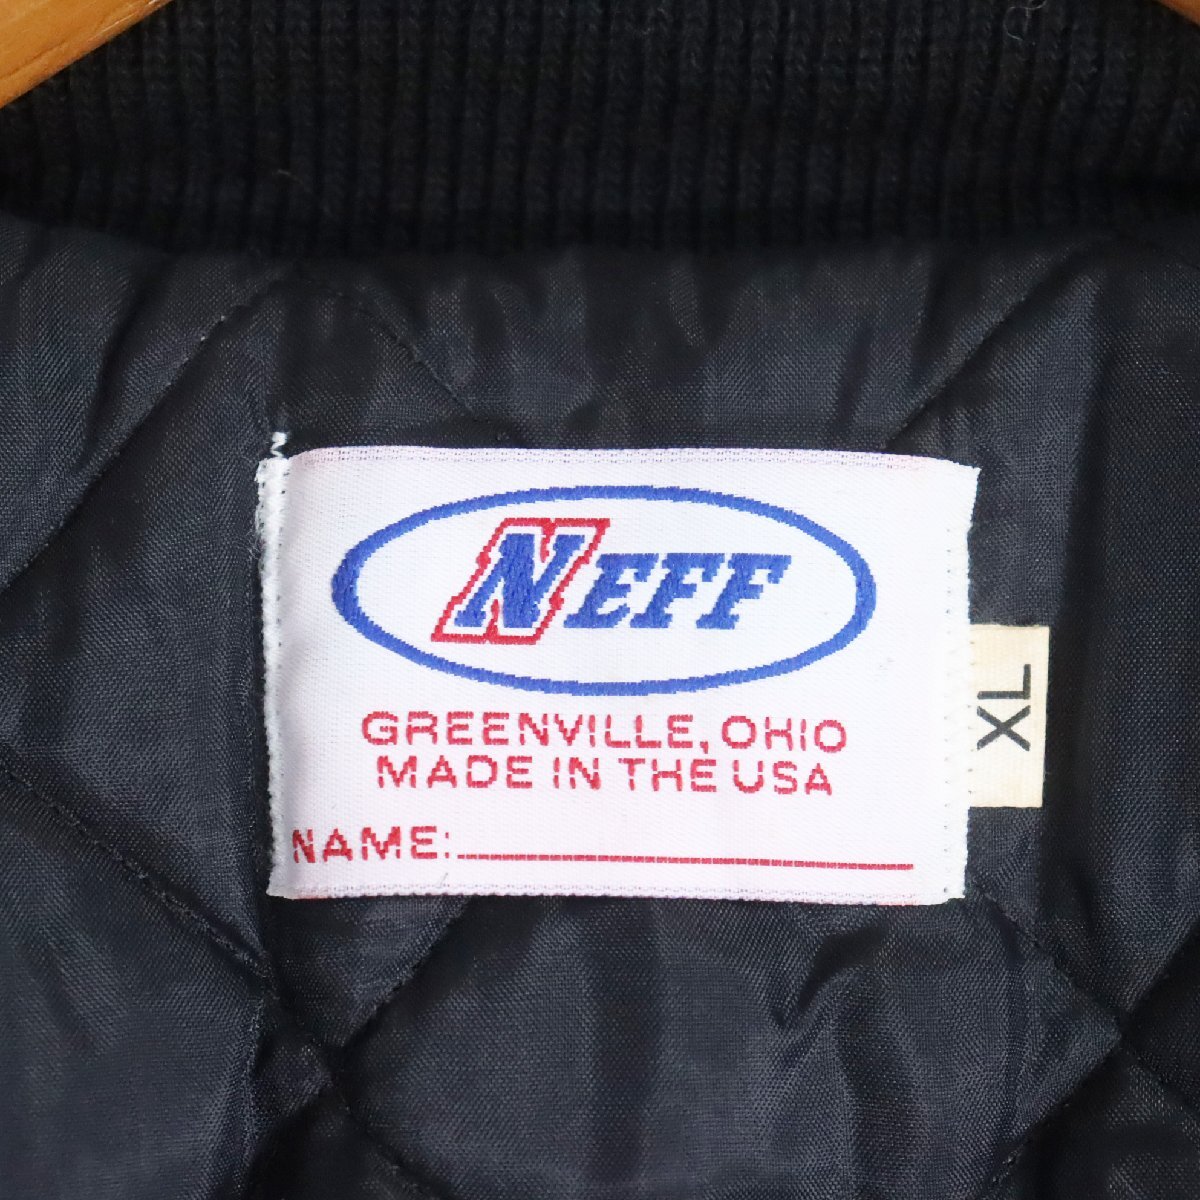 NEFF
GREENVILLE, OHIO
MADE IN THE USA
NAME:
XL